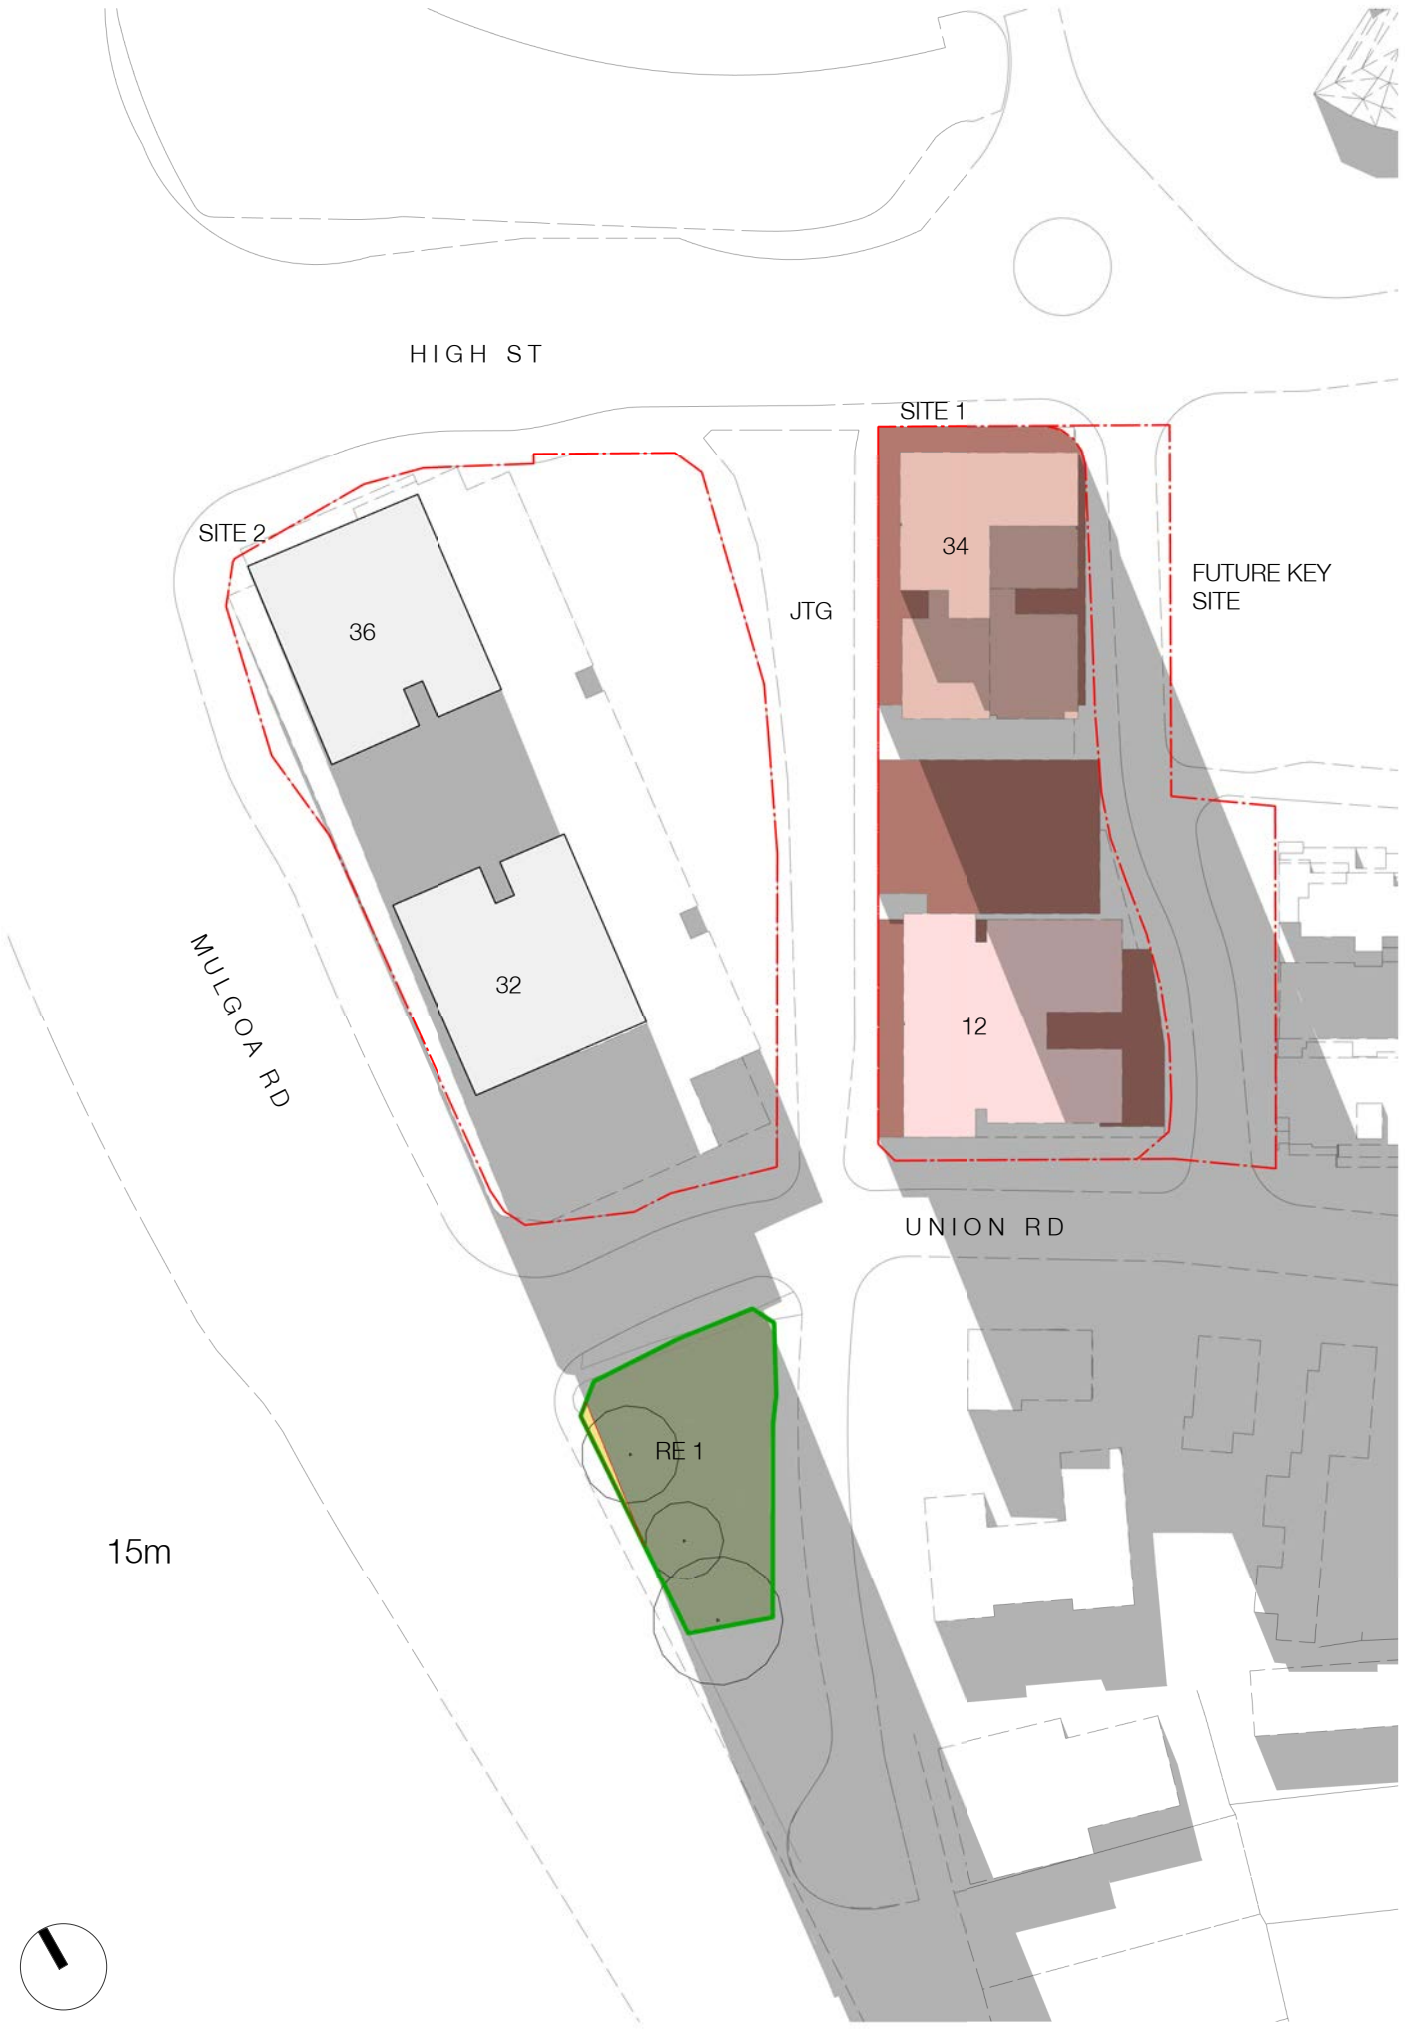 HIGH ST
SITE 1
SITE 2
34
FUTURE KEY
SITE
JTG
36
MULGOA RD
32
12
UNION RD
RE 1
15m